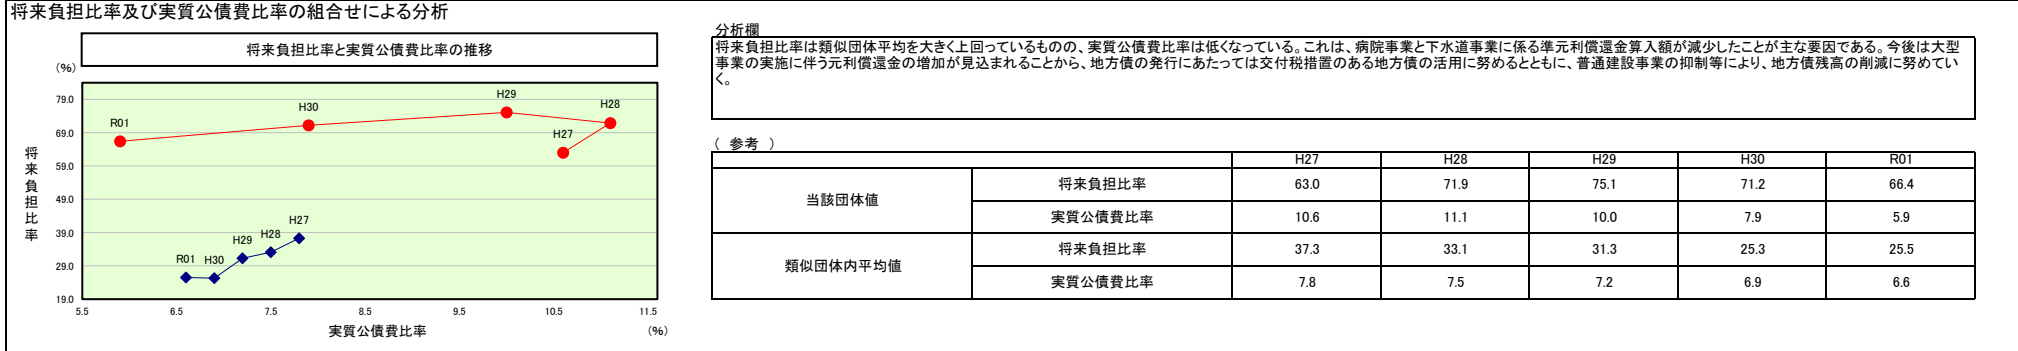 将来負担比率及び実質公債費比率の組合せによる分析
将来負担比率と実質公債費比率の推移
(%)
79.0
69.0
59.0
49.0
39.0
29.0
19.0
将来負担比率
R01
H30
H29
H28
H27
R01
H30
H29
H28
H27
5.5 6.5 7.5 8.5 9.5 10.5 11.5
実質公債費比率
(%)
分析欄
将来負担比率は類似団体平均を大きく上回っているものの、実質公債費比率は低くなっている。これは、病院事業と下水道事業に係る準元利償還金算入額が減少したことが主な要因である。今後は大型
事業の実施に伴う元利償還金の増加が見込まれることから、地方債の発行にあたっては交付税措置のある地方債の活用に努めるとともに、普通建設事業の抑制等により、地方債残高の削減に努めてい
く。
( 参考 )
H27 H28 H29 H30 R01
当該団体値
将来負担比率 63.0 71.9 75.1 71.2 66.4
実質公債費比率 10.6 11.1 10.0 7.9 5.9
類似団体内平均値
将来負担比率 37.3 33.1 31.3 25.3 25.5
実質公債費比率 7.8 7.5 7.2 6.9 6.6